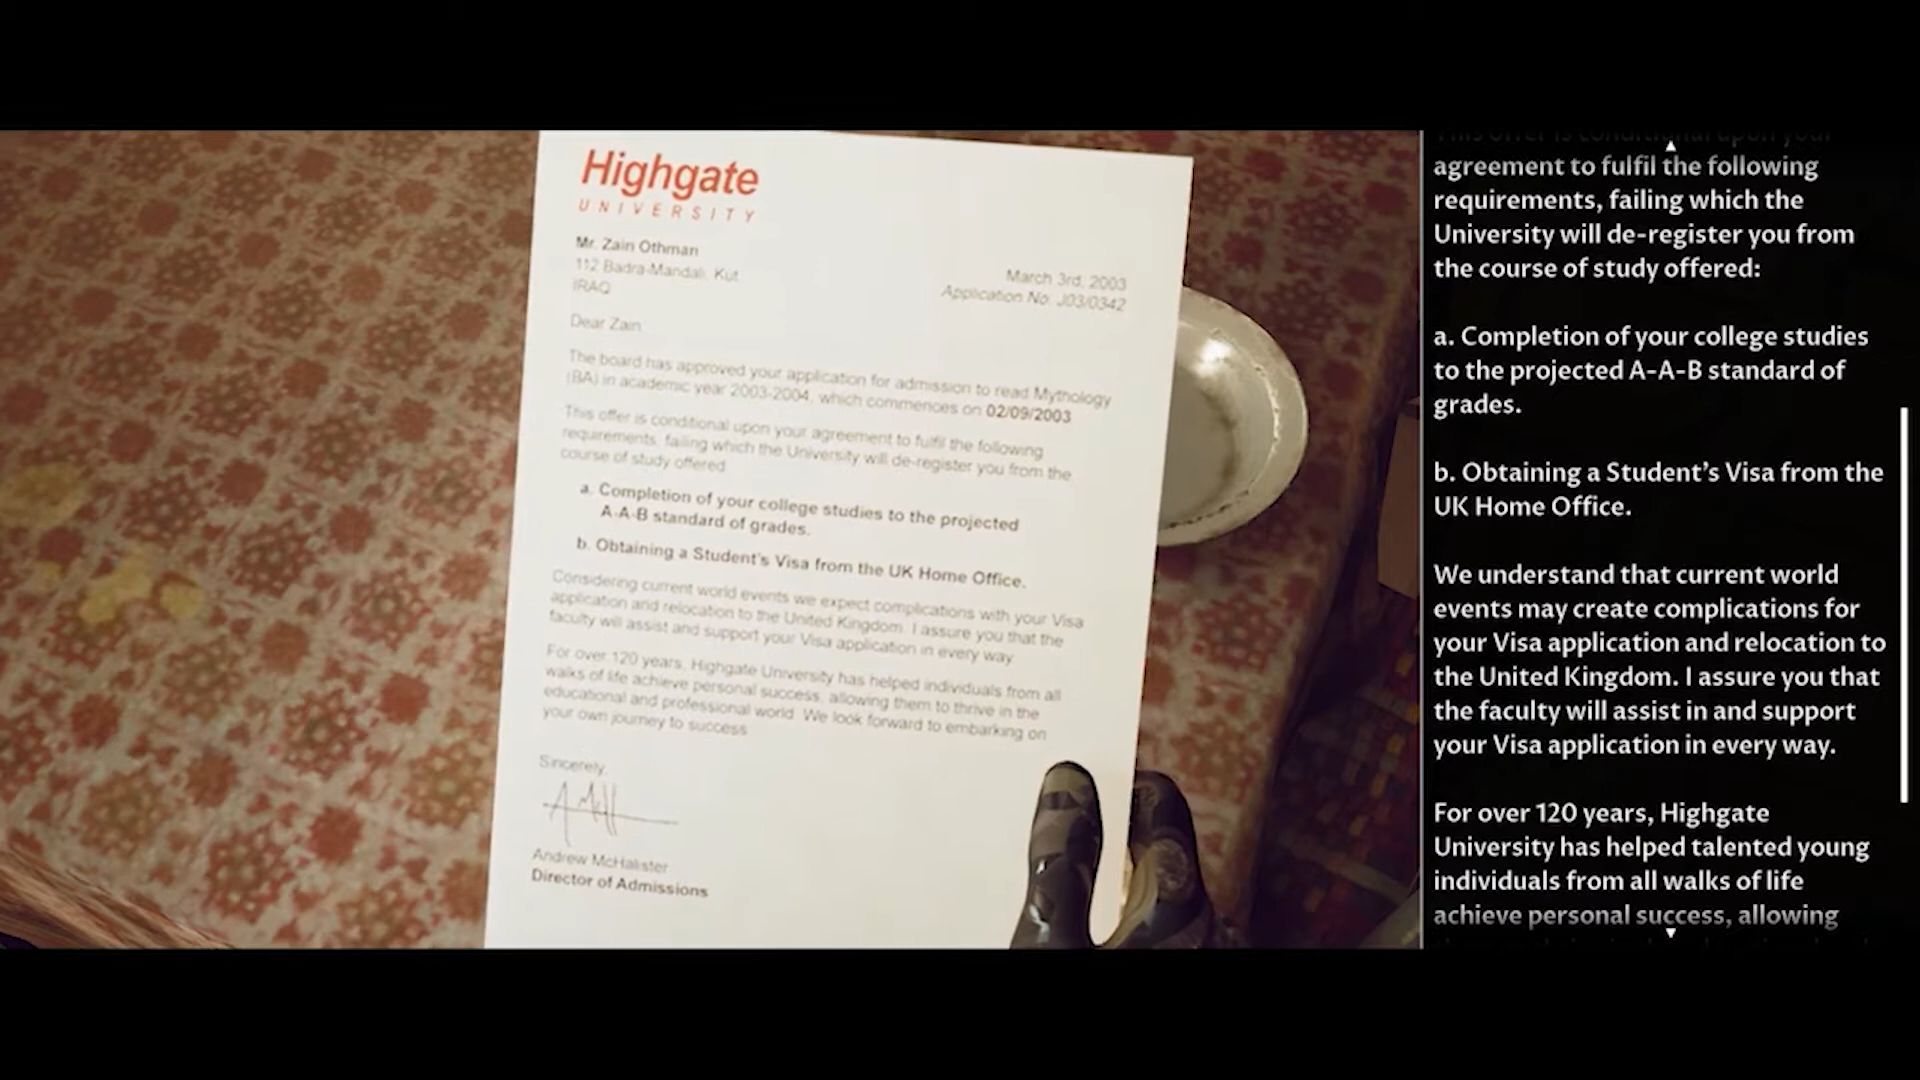 Highgate
UNIVERSITY
Mr. Zain Othman
112 Badra-Mandali, Kut
IRAQ
March 3rd, 2003
Application No. J03/0342
Dear Zain
The board has approved your application for admission to read Mythology
(BA) in academic year 2003-2004, which commences on 02/09/2003
This offer is conditional upon your agreement to fulfil the following
requirements, failing which the University will de-register you from the
course of study offered
a. Completion of your college studies to the projected
A-A-B standard of grades.
b. Obtaining a Student's Visa from the UK Home Office.
Considering current world events we expect complications with your Visa
application and relocation to the United Kingdom. I assure you that the
faculty will assist and support your Visa application in every way
For over 120 years, Highgate University has helped individuals from all
walks of life achieve personal success, allowing them to thrive in the
educational and professional world. We look forward to embarking on
your own journey to success
Sincerely,
Andrew McHalister
Director of Admissions
This offer is conditional upon your
agreement to fulfil the following
requirements, failing which the
University will de-register you from
the course of study offered:
a. Completion of your college studies
to the projected A-A-B standard of
grades.
b. Obtaining a Student’s Visa from the
UK Home Office.
We understand that current world
events may create complications for
your Visa application and relocation to
the United Kingdom. I assure you that
the faculty will assist in and support
your Visa application in every way.
For over 120 years, Highgate
University has helped talented young
individuals from all walks of life
achieve personal success, allowing